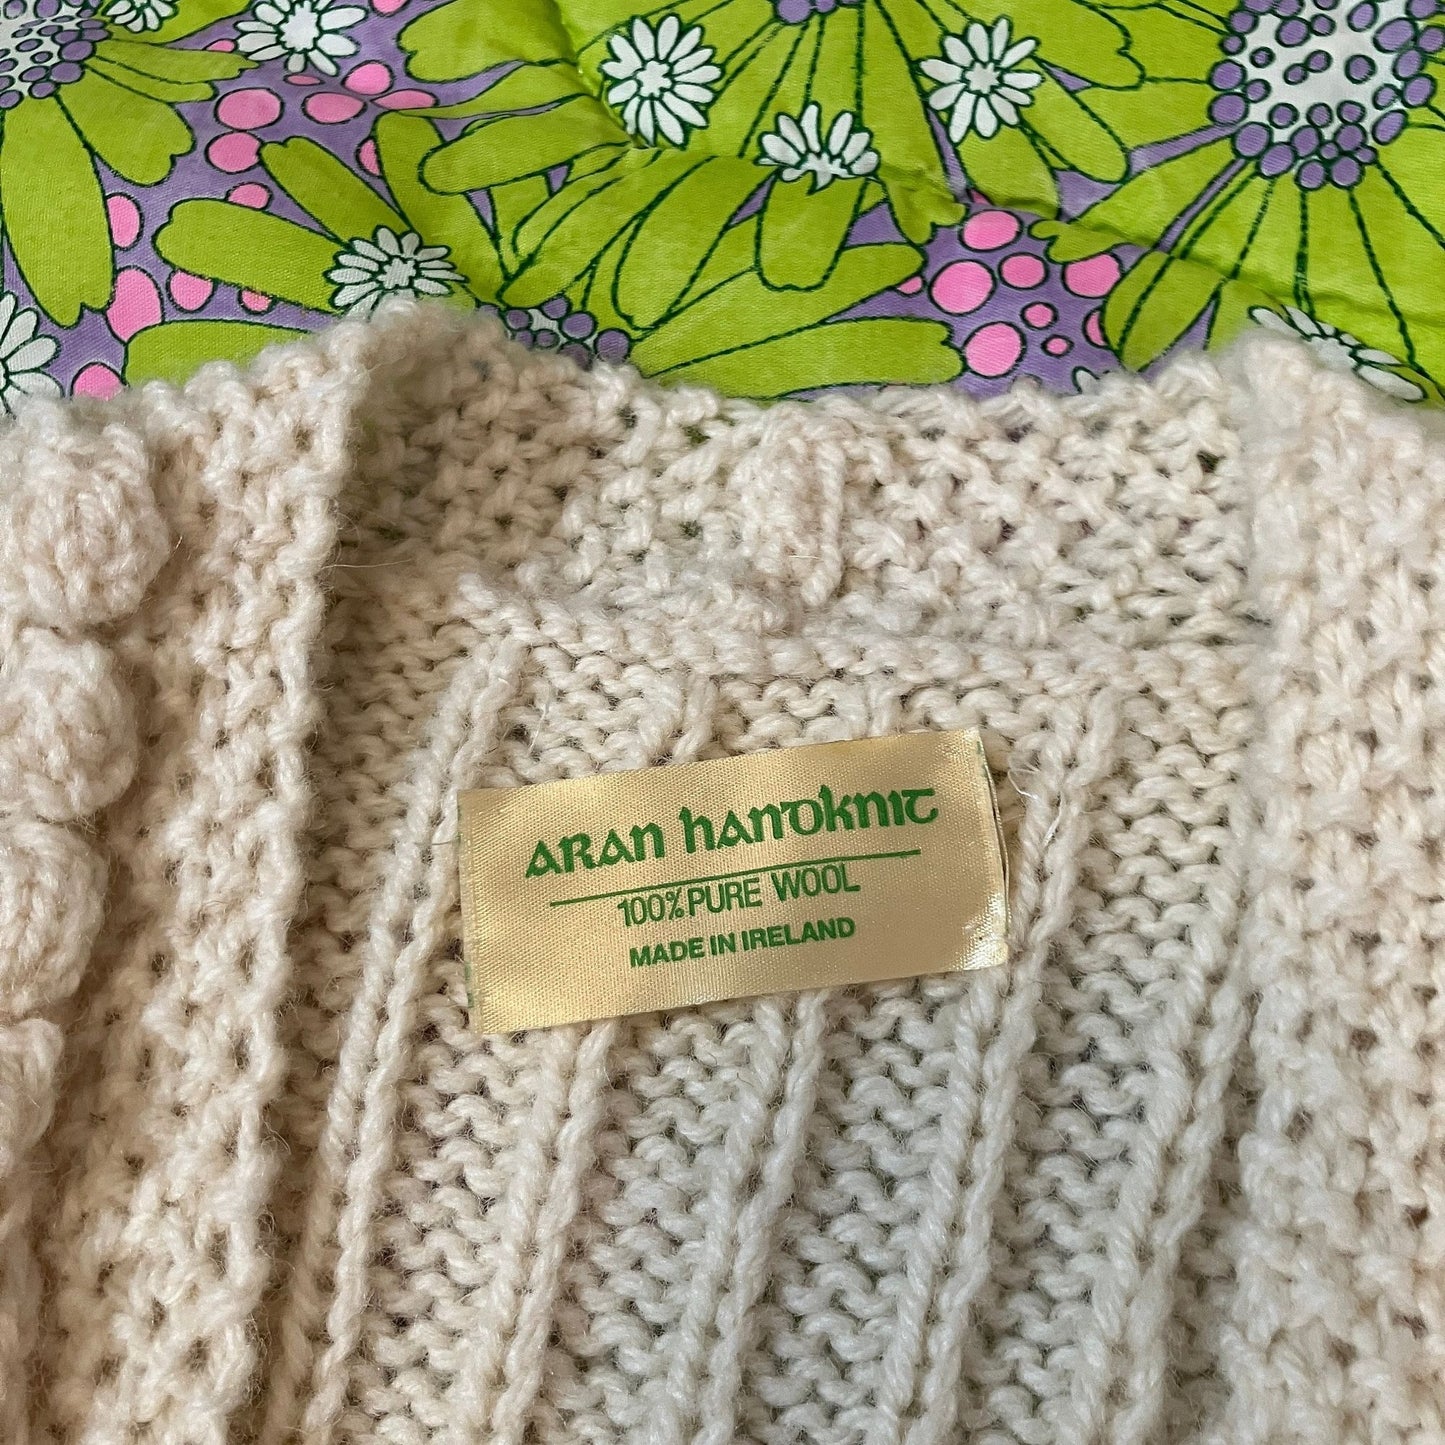 ARAN hANDKNIT
100% PURE WOOL
MADE IN IRELAND